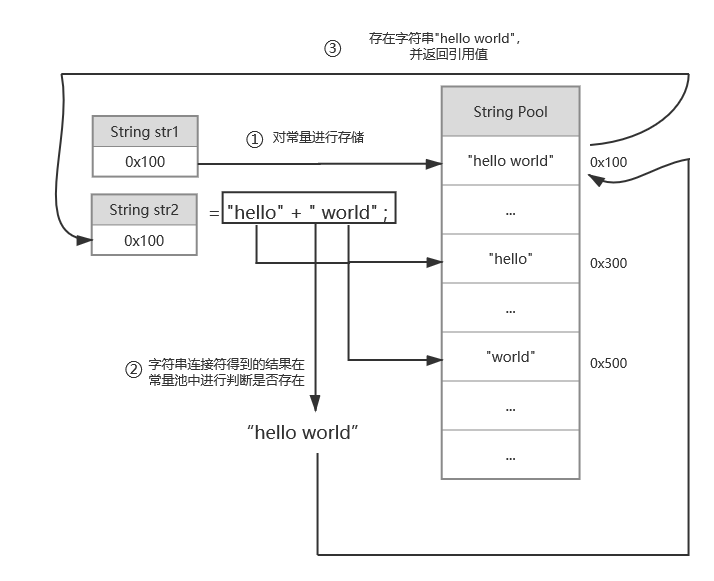 ③ 存在字符串"hello world",
并返回引用值
String str1
0x100
① 对常量进行存储
String Pool
"hello world"
0x100
String str2
0x100
= "hello" + " world" ;
...
"hello"
0x300
...
② 字符串连接符得到的结果在
常量池中进行判断是否存在
"world"
0x500
...
“hello world”
...